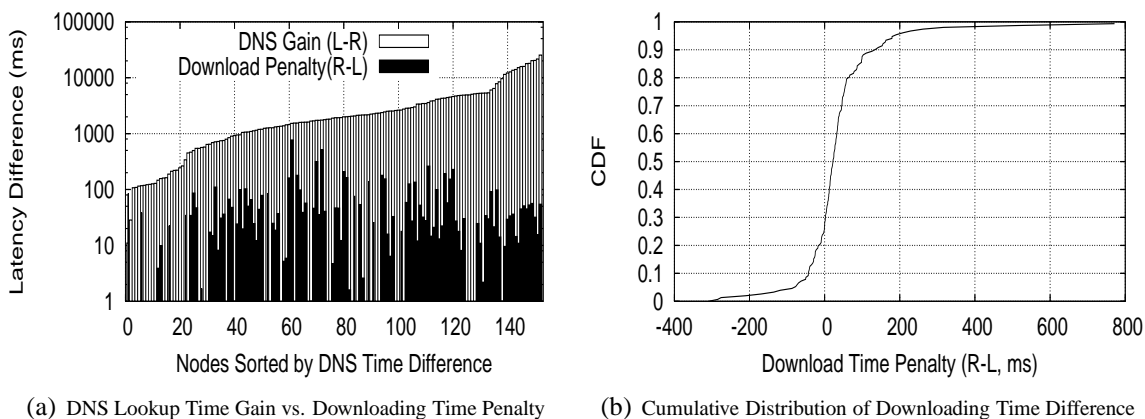 100000
10000
1000
100
10
1
Latency Difference (ms)
DNS Gain (L-R)
Download Penalty(R-L)
0 20 40 60 80 100 120 140
Nodes Sorted by DNS Time Difference
(a) DNS Lookup Time Gain vs. Downloading Time Penalty
1
0.9
0.8
0.7
0.6
0.5
0.4
0.3
0.2
0.1
0
CDF
-400 -200 0 200 400 600 800
Download Time Penalty (R-L, ms)
(b) Cumulative Distribution of Downloading Time Difference